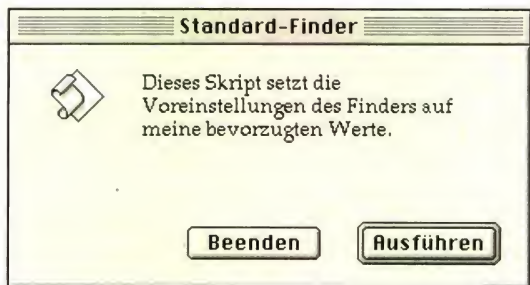 Standard-Finder
Dieses Skript setzt die
Voreinstellungen des Finders auf
meine bevorzugten Werte.
Beenden
Ausführen